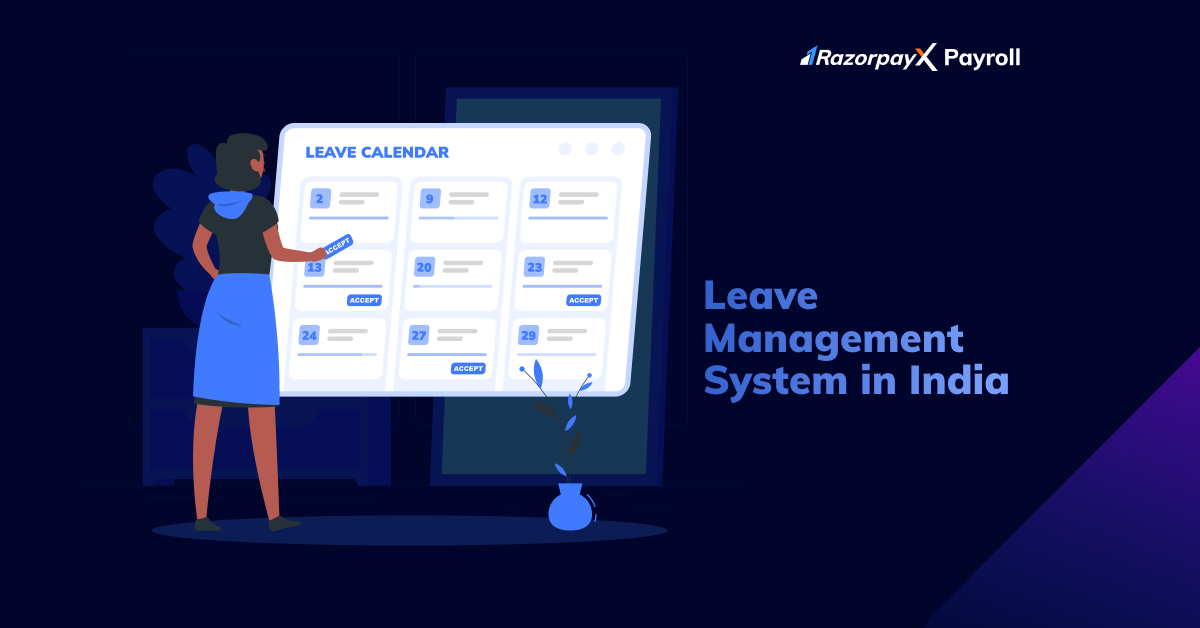 RazorpayX Payroll
LEAVE CALENDAR
2 9 12
ACCEPT
13 20 23
ACCEPT ACCEPT
24 27 29
ACCEPT
Leave
Management
System in India